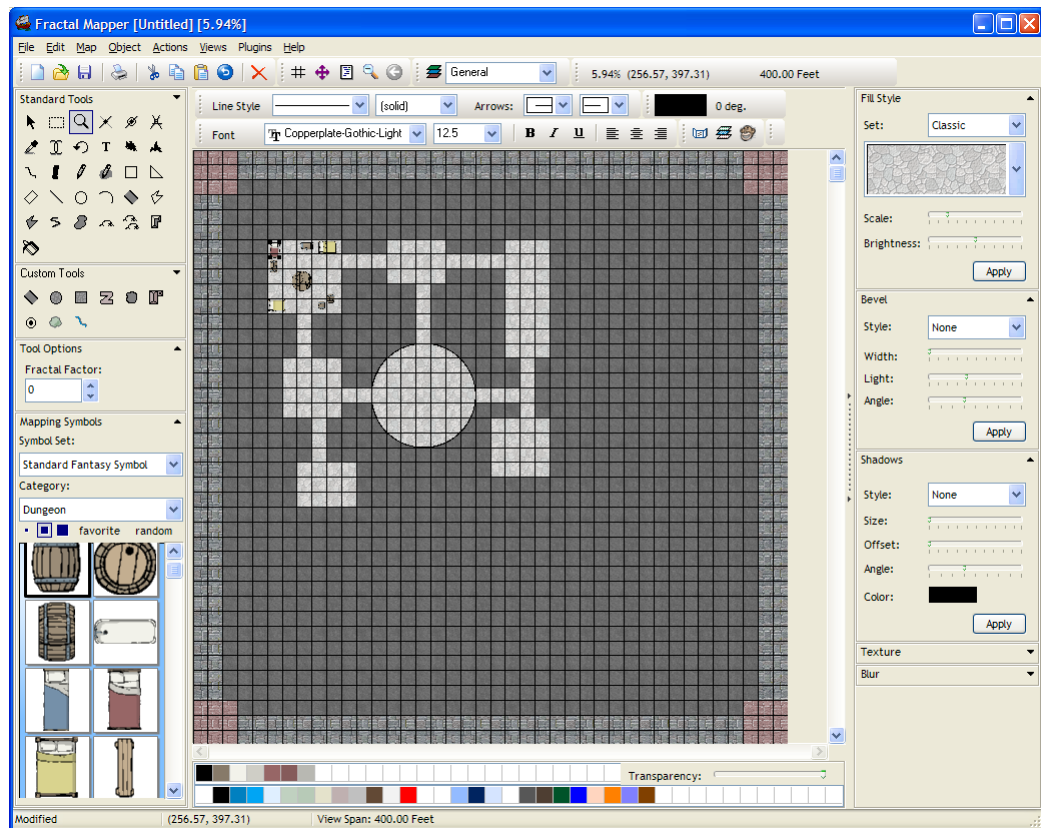 Fractal Mapper [Untitled] [5.94%]
File Edit Map Object Actions Views Plugins Help
General 5.94% (256.57, 397.31) 400.00 Feet
Standard Tools
Line Style (solid) Arrows: 0 deg.
Font Copperplate-Gothic-Light 12.5 B I u
T
Custom Tools
Tool Options
Fractal Factor:
0
Mapping Symbols
Symbol Set:
Standard Fantasy Symbol
Category:
Dungeon
favorite random
Fill Style
Set: Classic
Scale:
Brightness:
Apply
Bevel
Style: None
Width:
Light:
Angle:
Apply
Shadows
Style: None
Size:
Offset:
Angle:
Color:
Apply
Texture
Blur
Transparency:
Modified (256.57, 397.31) View Span: 400.00 Feet